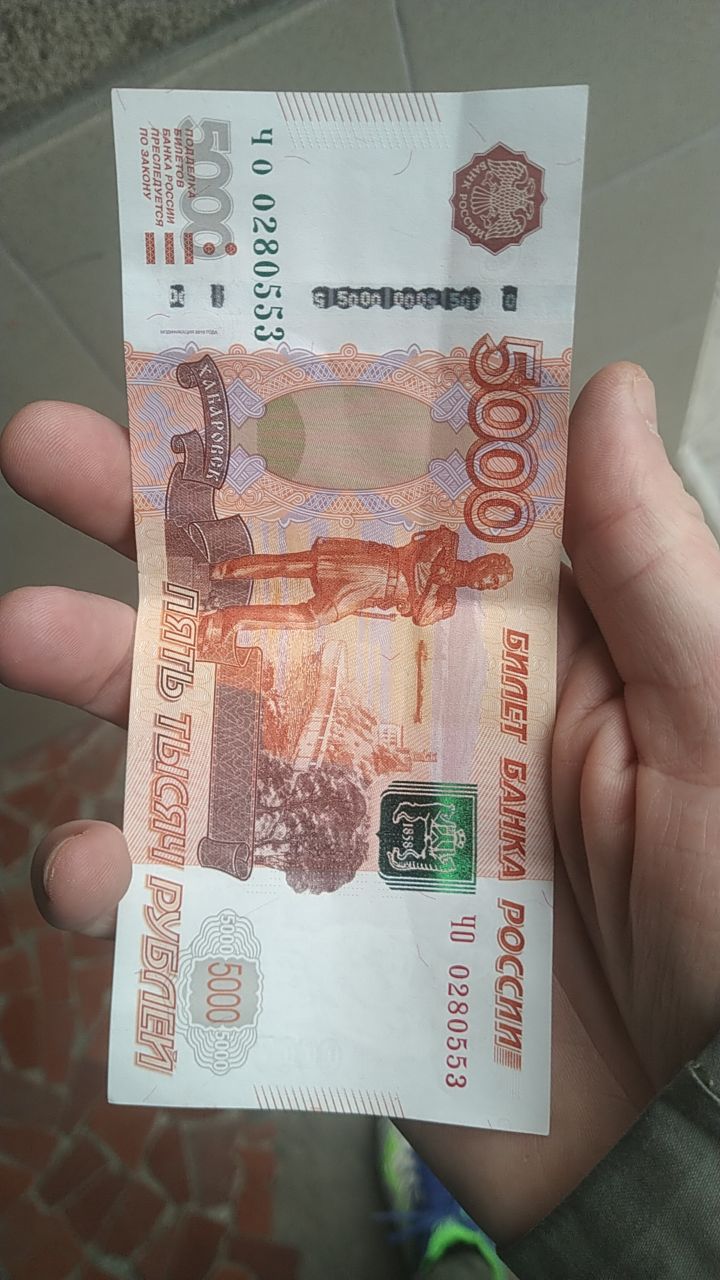 БАНК РОССИИ
5000
БИЛЕТ БАНКА РОССИИ
ЧО 0280553
1858
ЧО 0280553
5000
ПОДДЕЛКА
БИЛЕТОВ
БАНКА РОССИИ
ПРЕСЛЕДУЕТСЯ
ПО ЗАКОНУ
ХАБАРОВСК
5000 5000 5000
ПЯТЬ ТЫСЯЧ РУБЛЕЙ